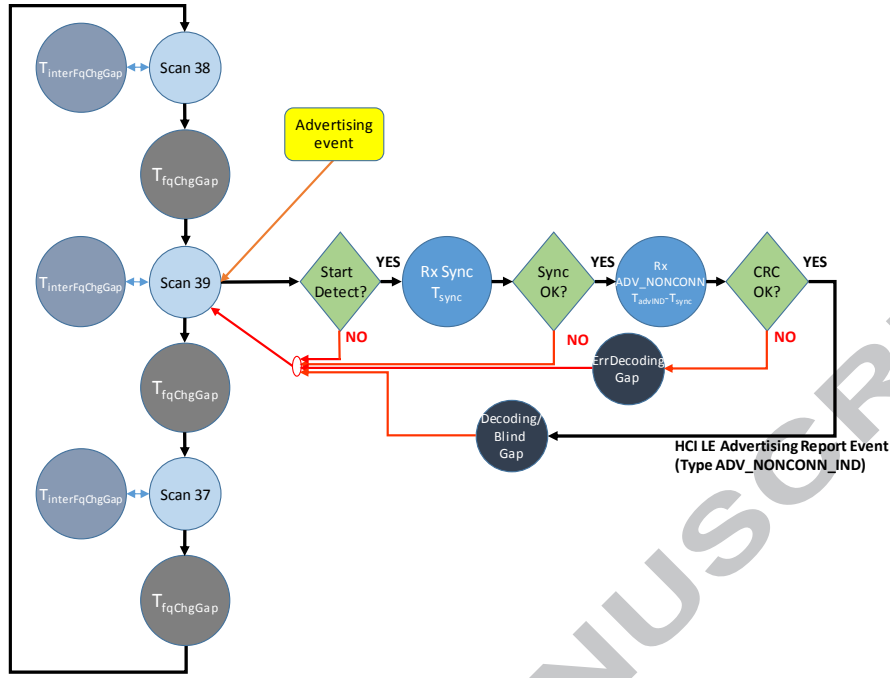 Scan 38
T_interFqChgGap
Advertising
event
T_fqChgGap
Scan 39
T_interFqChgGap
Start
Detect?
YES
Rx Sync
T_sync
Sync
OK?
YES
Rx
ADV_NONCONN
T_advIND-T_sync
CRC
OK?
YES
NO
NO
NO
ErrDecoding
Gap
T_fqChgGap
Decoding/
Blind
Gap
HCI LE Advertising Report Event
(Type ADV_NONCONN_IND)
Scan 37
T_interFqChgGap
T_fqChgGap
NUSCR